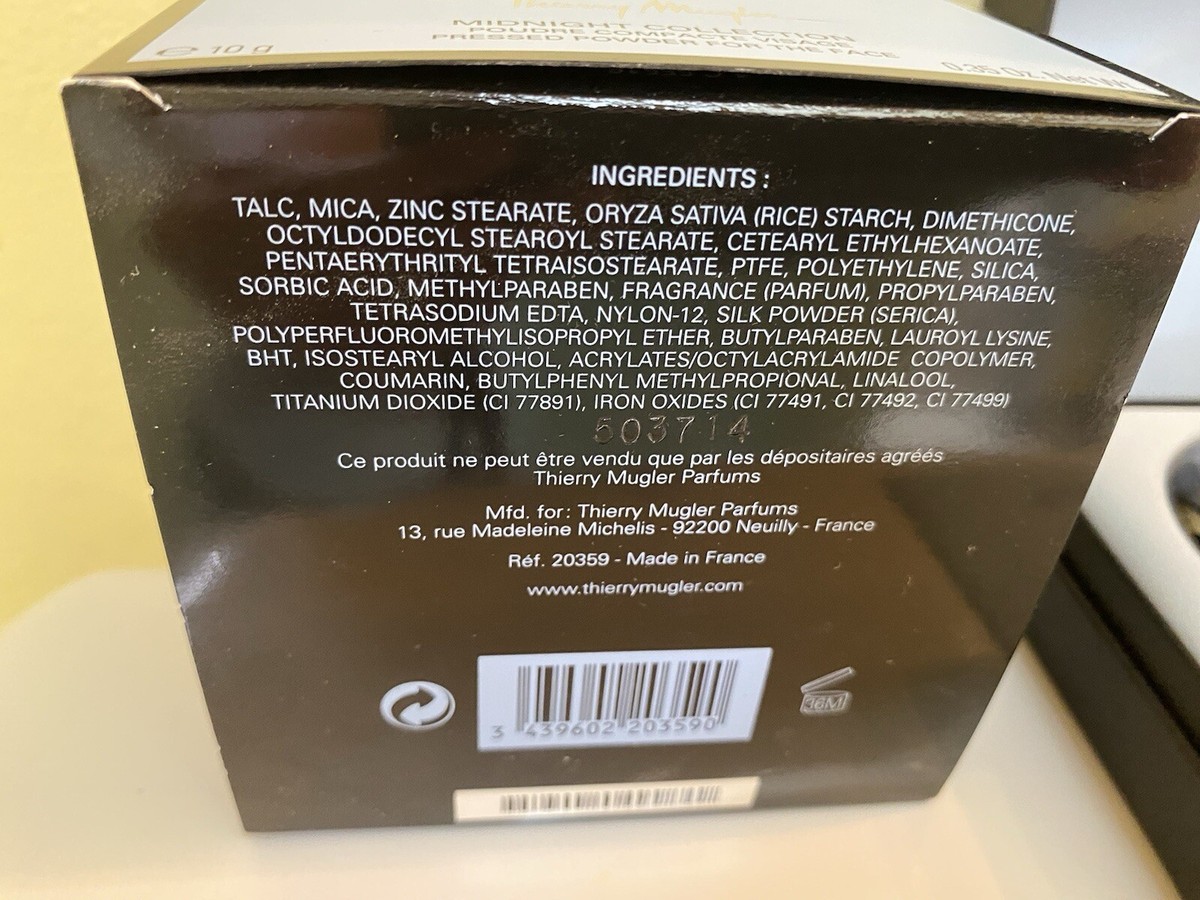 Thierry Mugler
MIDNIGHT COLLECTION
POUDRE COMPACTE VISAGE
PRESSED POWDER FOR THE FACE
℮ 10 g
0.35 Oz. Net Wt.
INGREDIENTS :
TALC, MICA, ZINC STEARATE, ORYZA SATIVA (RICE) STARCH, DIMETHICONE,
OCTYLDODECYL STEAROYL STEARATE, CETEARYL ETHYLHEXANOATE,
PENTAERYTHRITYL TETRAISOSTEARATE, PTFE, POLYETHYLENE, SILICA,
SORBIC ACID, METHYLPARABEN, FRAGRANCE (PARFUM), PROPYLPARABEN,
TETRASODIUM EDTA, NYLON-12, SILK POWDER (SERICA),
POLYPERFLUOROMETHYLISOPROPYL ETHER, BUTYLPARABEN, LAUROYL LYSINE,
BHT, ISOSTEARYL ALCOHOL, ACRYLATES/OCTYLACRYLAMIDE COPOLYMER,
COUMARIN, BUTYLPHENYL METHYLPROPIONAL, LINALOOL,
TITANIUM DIOXIDE (CI 77891), IRON OXIDES (CI 77491, CI 77492, CI 77499)
503714
Ce produit ne peut être vendu que par les dépositaires agréés
Thierry Mugler Parfums
Mfd. for: Thierry Mugler Parfums
13, rue Madeleine Michelis - 92200 Neuilly - France
Réf. 20359 - Made in France
www.thierrymugler.com
36M
3 439602 203590